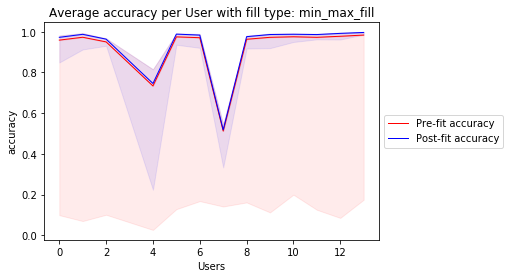 Average accuracy per User with fill type: min_max_fill
1.0
0.8
0.6
0.4
0.2
0.0
accuracy
0 2 4 6 8 10 12
Users
Pre-fit accuracy
Post-fit accuracy